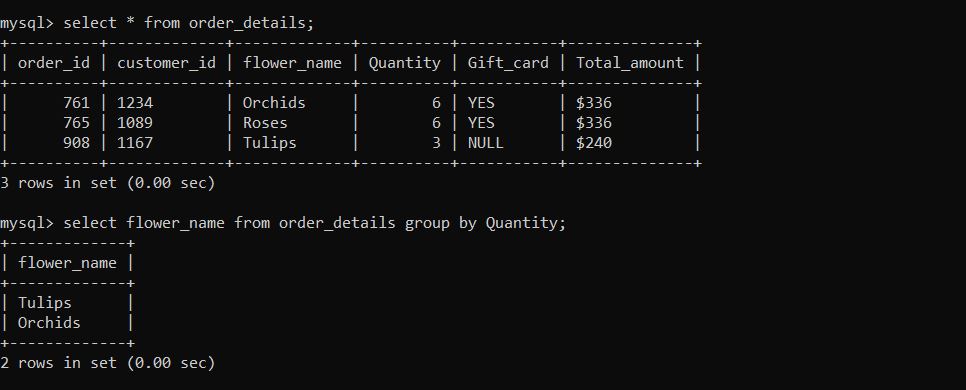 mysql> select * from order_details;
+----------+-------------+-------------+----------+-----------+--------------+
| order_id | customer_id | flower_name | Quantity | Gift_card | Total_amount |
+----------+-------------+-------------+----------+-----------+--------------+
|      761 | 1234        | Orchids     |        6 | YES       | $336         |
|      765 | 1089        | Roses       |        6 | YES       | $336         |
|      908 | 1167        | Tulips      |        3 | NULL      | $240         |
+----------+-------------+-------------+----------+-----------+--------------+
3 rows in set (0.00 sec)
mysql> select flower_name from order_details group by Quantity;
+-------------+
| flower_name |
+-------------+
| Tulips      |
| Orchids     |
+-------------+
2 rows in set (0.00 sec)